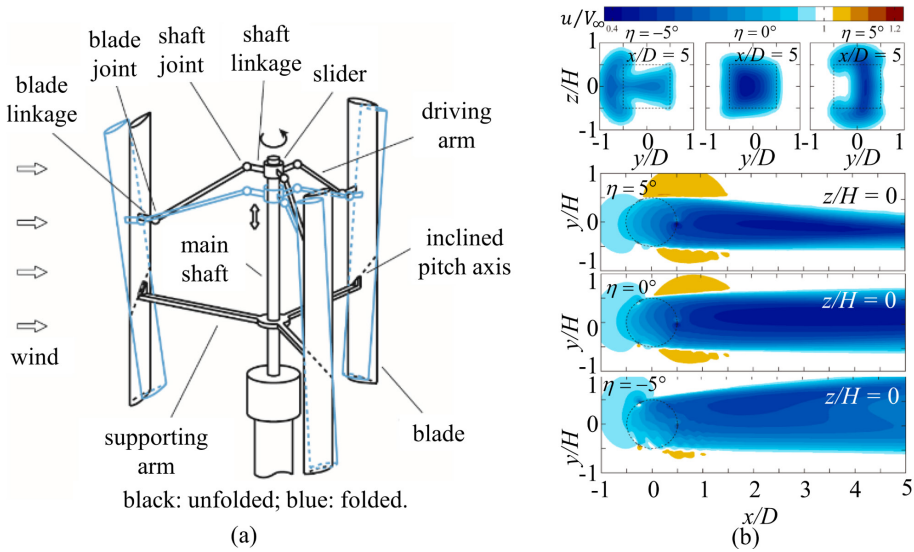 blade
joint
blade
linkage
shaft
joint
shaft
linkage
slider
driving
arm
wind
main
shaft
inclined
pitch axis
supporting
arm
blade
black: unfolded; blue: folded.
(a)
u/V∞
0.4
1
1.2
η = −5°
x/D = 5
η = 0°
x/D = 5
η = 5°
x/D = 5
z/H
1
0
-1
-1 0 1
-1 0 1
-1 0 1
y/D
y/D
y/D
η = 5°
z/H = 0
y/H
1
0
-1
η = 0°
z/H = 0
y/H
1
0
-1
η = −5°
z/H = 0
y/H
1
0
-1
-1 0 1 2 3 4 5
x/D
(b)